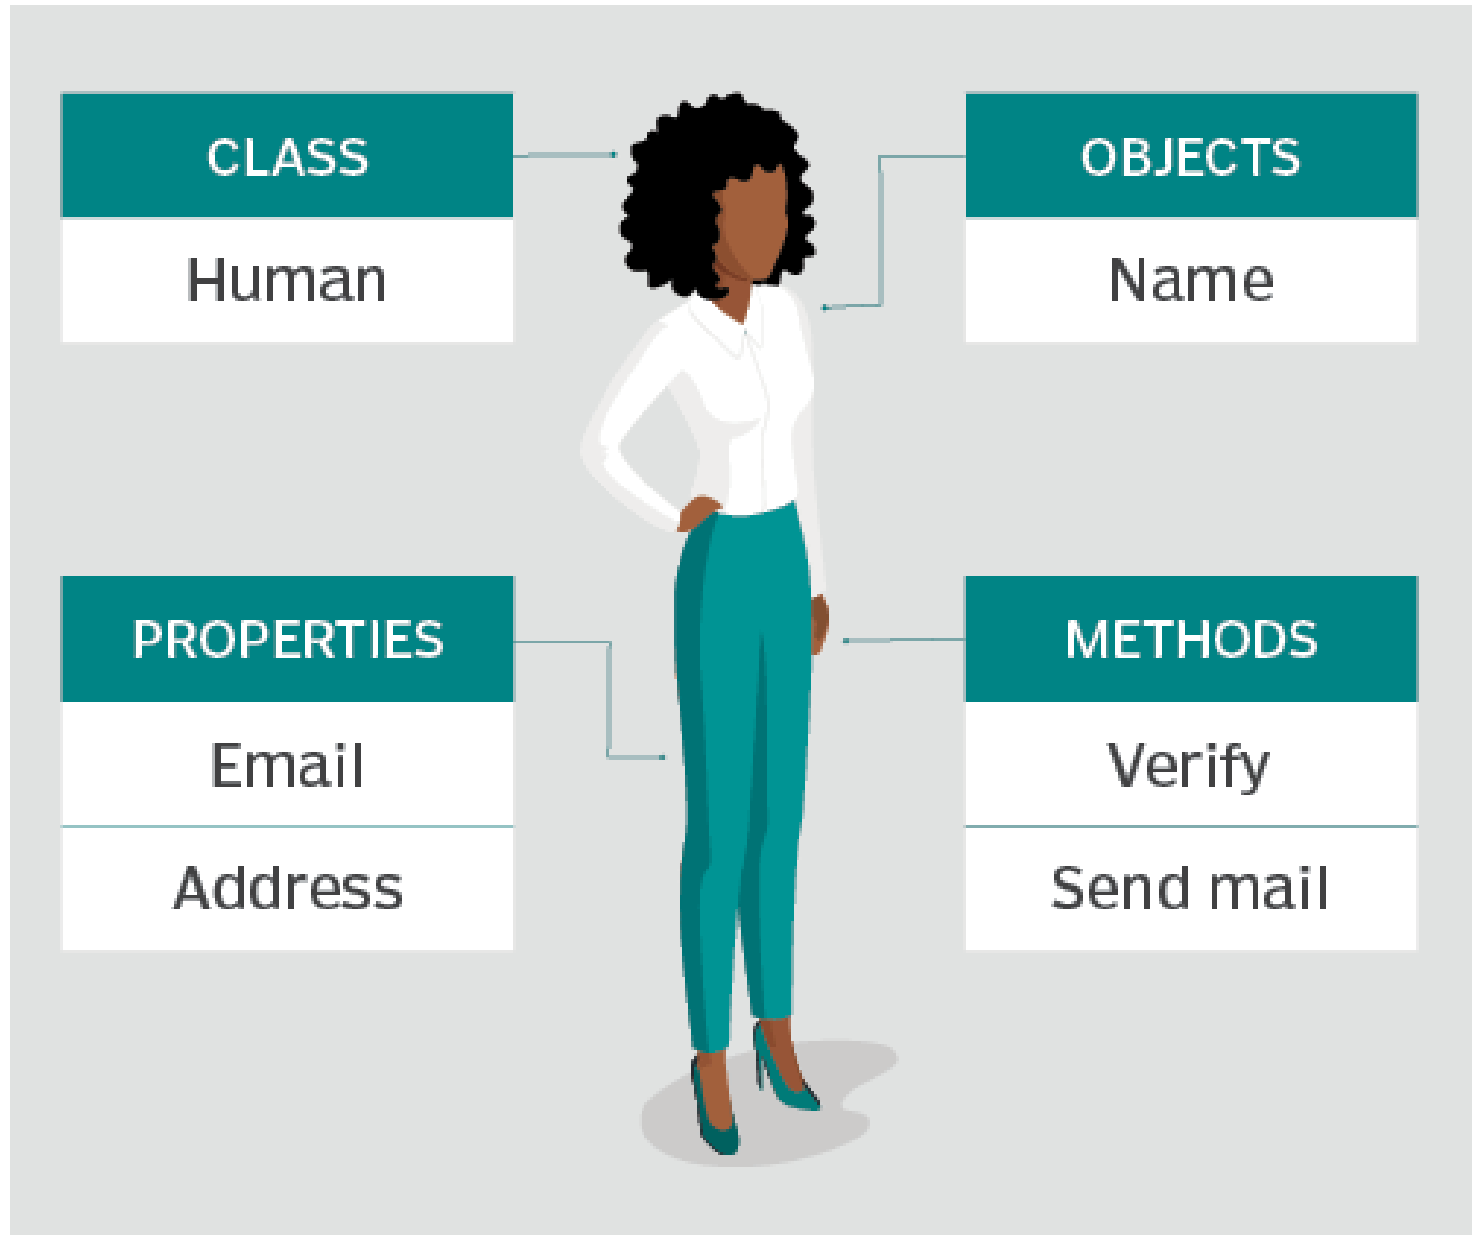 CLASS
Human
OBJECTS
Name
PROPERTIES
Email
Address
METHODS
Verify
Send mail